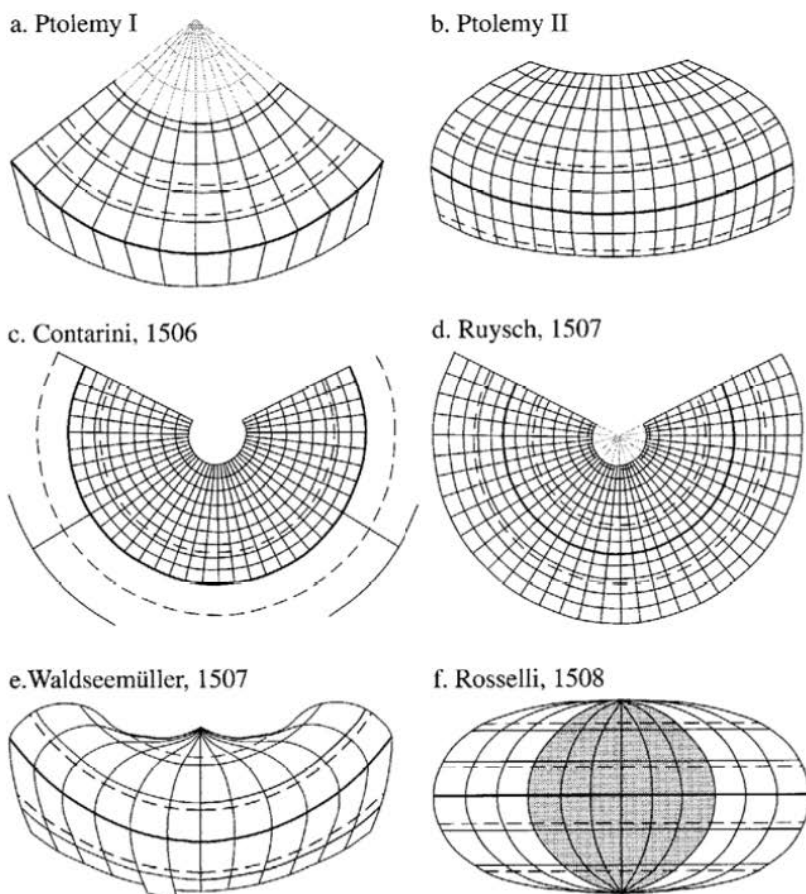 a. Ptolemy I
b. Ptolemy II
c. Contarini, 1506
d. Ruysch, 1507
e.Waldseemüller, 1507
f. Rosselli, 1508